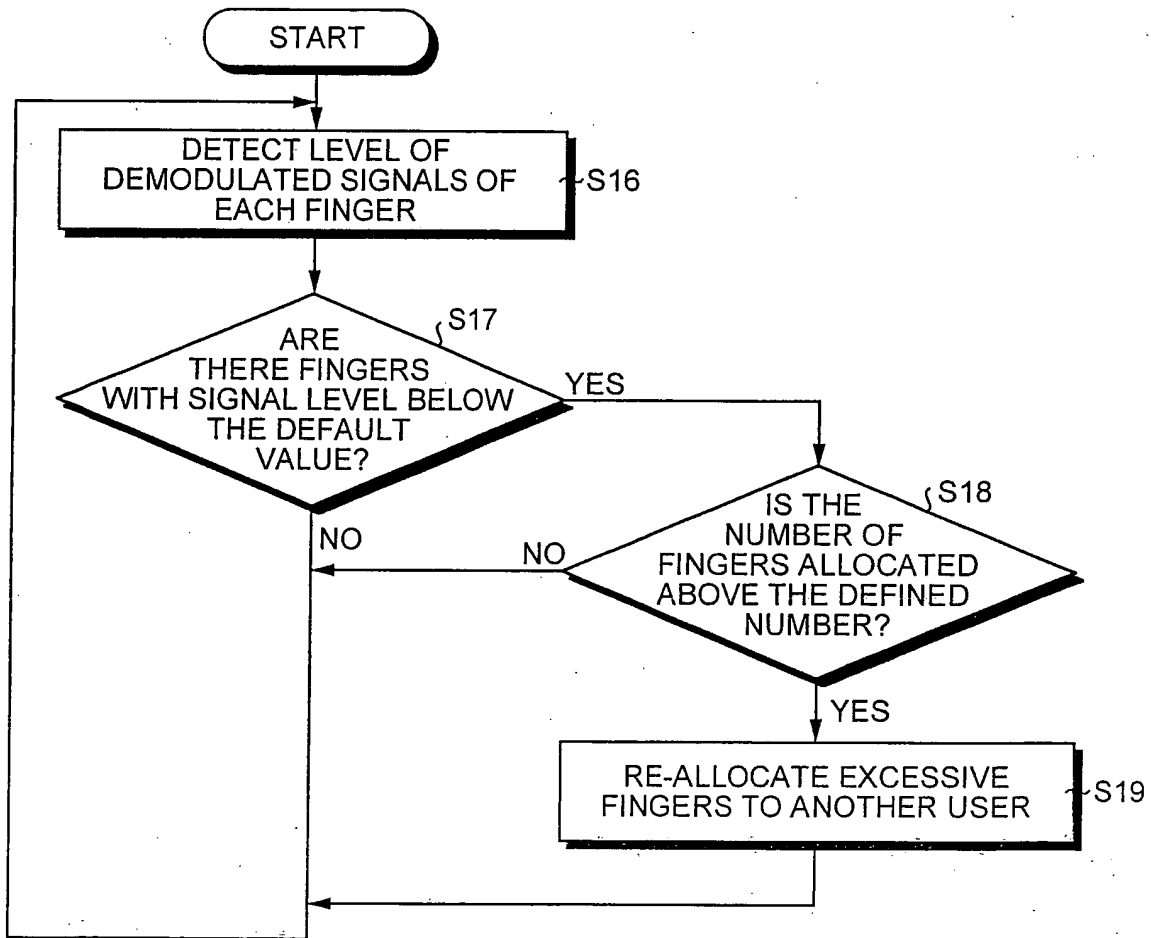 START
DETECT LEVEL OF
DEMODULATED SIGNALS OF
EACH FINGER
S16
S17
ARE
THERE FINGERS
WITH SIGNAL LEVEL BELOW
THE DEFAULT
VALUE?
YES
S18
IS THE
NUMBER OF
FINGERS ALLOCATED
ABOVE THE DEFINED
NUMBER?
NO
NO
YES
RE-ALLOCATE EXCESSIVE
FINGERS TO ANOTHER USER
S19